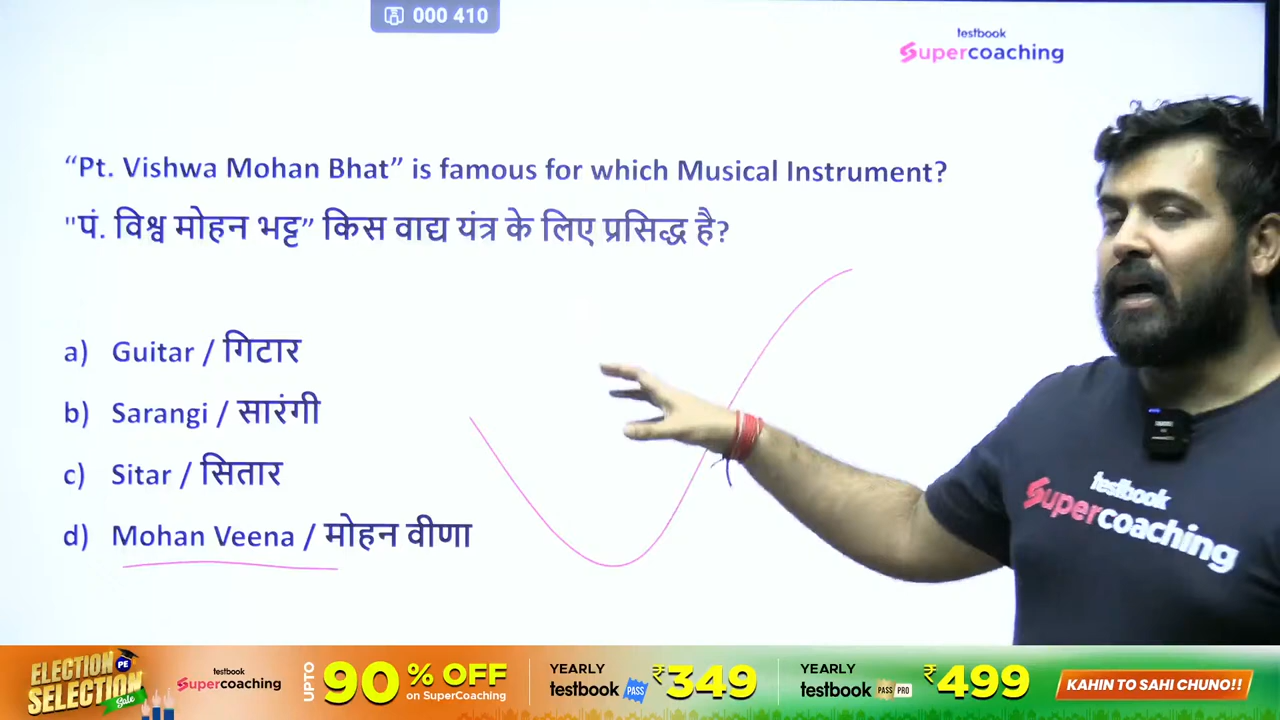 000 410
testbook
Supercoaching
“Pt. Vishwa Mohan Bhat” is famous for which Musical Instrument?
"पं. विश्व मोहन भट्ट” किस वाद्य यंत्र के लिए प्रसिद्ध है?
a) Guitar / गिटार
b) Sarangi / सारंगी
c) Sitar / सितार
d) Mohan Veena / मोहन वीणा
testbook
Supercoaching
ELECTION PE
SELECTION
Sale
testbook
Supercoaching
UPTO 90% OFF
on SuperCoaching
YEARLY
testbook PASS
₹349
YEARLY
testbook PASS PRO
₹499
KAHIN TO SAHI CHUNO!!